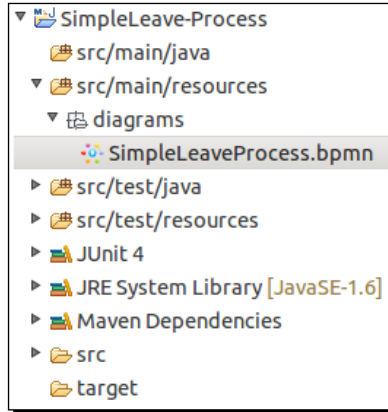 SimpleLeave-Process
src/main/java
src/main/resources
diagrams
SimpleLeaveProcess.bpmn
src/test/java
src/test/resources
JUnit 4
JRE System Library [JavaSE-1.6]
Maven Dependencies
src
target